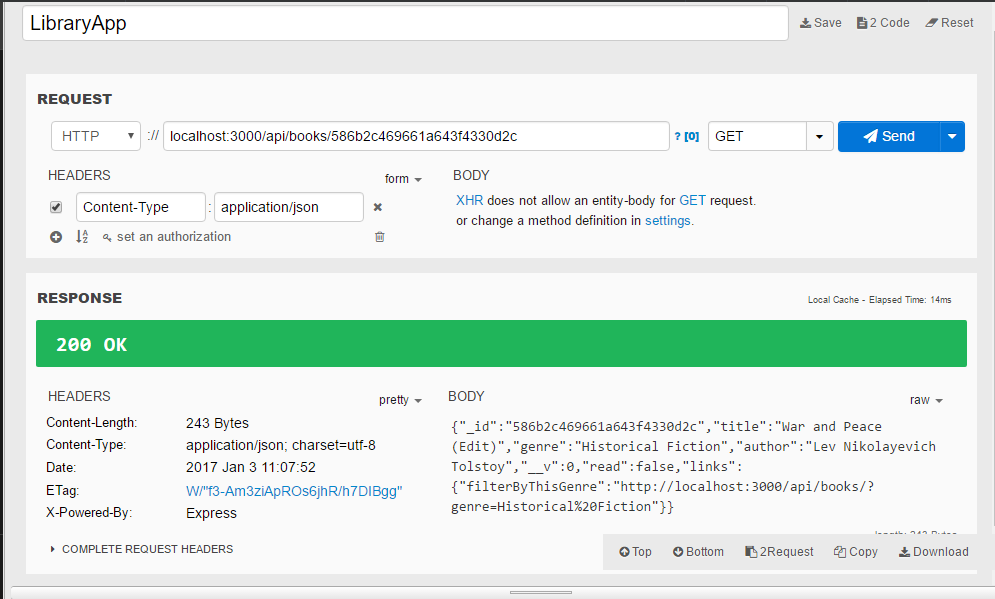 LibraryApp
Save 2 Code Reset
REQUEST
HTTP :// localhost:3000/api/books/586b2c469661a643f4330d2c ? [0] GET Send
HEADERS form
Content-Type : application/json
set an authorization
BODY
XHR does not allow an entity-body for GET request.
or change a method definition in settings.
RESPONSE
Local Cache - Elapsed Time: 14ms
200 OK
HEADERS pretty
Content-Length: 243 Bytes
Content-Type: application/json; charset=utf-8
Date: 2017 Jan 3 11:07:52
ETag: W/"f3-Am3ziApROs6jhR/h7DIBgg"
X-Powered-By: Express
COMPLETE REQUEST HEADERS
BODY raw
{"_id":"586b2c469661a643f4330d2c","title":"War and Peace
(Edit)","genre":"Historical Fiction","author":"Lev Nikolayevich
Tolstoy","__v":0,"read":false,"links":
{"filterByThisGenre":"http://localhost:3000/api/books/?
genre=Historical%20Fiction"}}
Top Bottom 2Request Copy Download